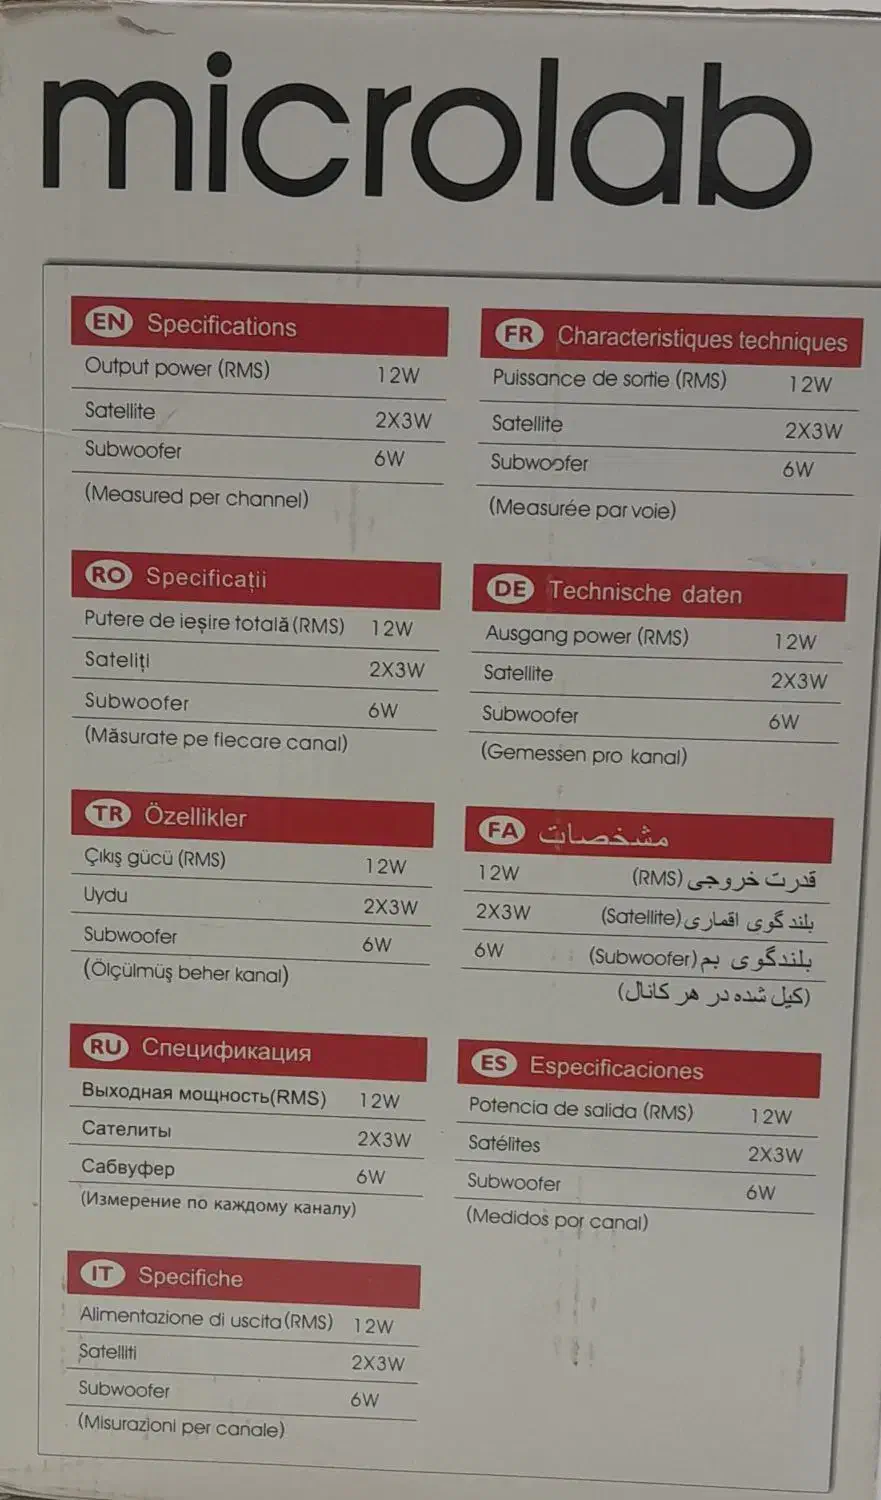 microlab
EN Specifications
Output power (RMS) 12W
Satellite 2X3W
Subwoofer 6W
(Measured per channel)
FR Characteristiques techniques
Puissance de sortie (RMS) 12W
Satellite 2X3W
Subwoofer 6W
(Measurée par voie)
RO Specificații
Putere de ieșire totală(RMS) 12W
Sateliți 2X3W
Subwoofer 6W
(Măsurate pe fiecare canal)
DE Technische daten
Ausgang power (RMS) 12W
Satellite 2X3W
Subwoofer 6W
(Gemessen pro kanal)
TR Özellikler
Çıkış gücü (RMS) 12W
Uydu 2X3W
Subwoofer 6W
(Ölçülmüş beher kanal)
FA مشخصات
قدرت خروجی (RMS) 12W
بلندگوی اقماری (Satellite) 2X3W
بلندگوی بم (Subwoofer) 6W
(کیل شده در هر کانال)
RU Спецификация
Выходная мощность(RMS) 12W
Сателиты 2X3W
Сабвуфер 6W
(Измерение по каждому каналу)
ES Especificaciones
Potencia de salida (RMS) 12W
Satélites 2X3W
Subwoofer 6W
(Medidos por canal)
IT Specifiche
Alimentazione di uscita(RMS) 12W
Satelliti 2X3W
Subwoofer 6W
(Misurazioni per canale)